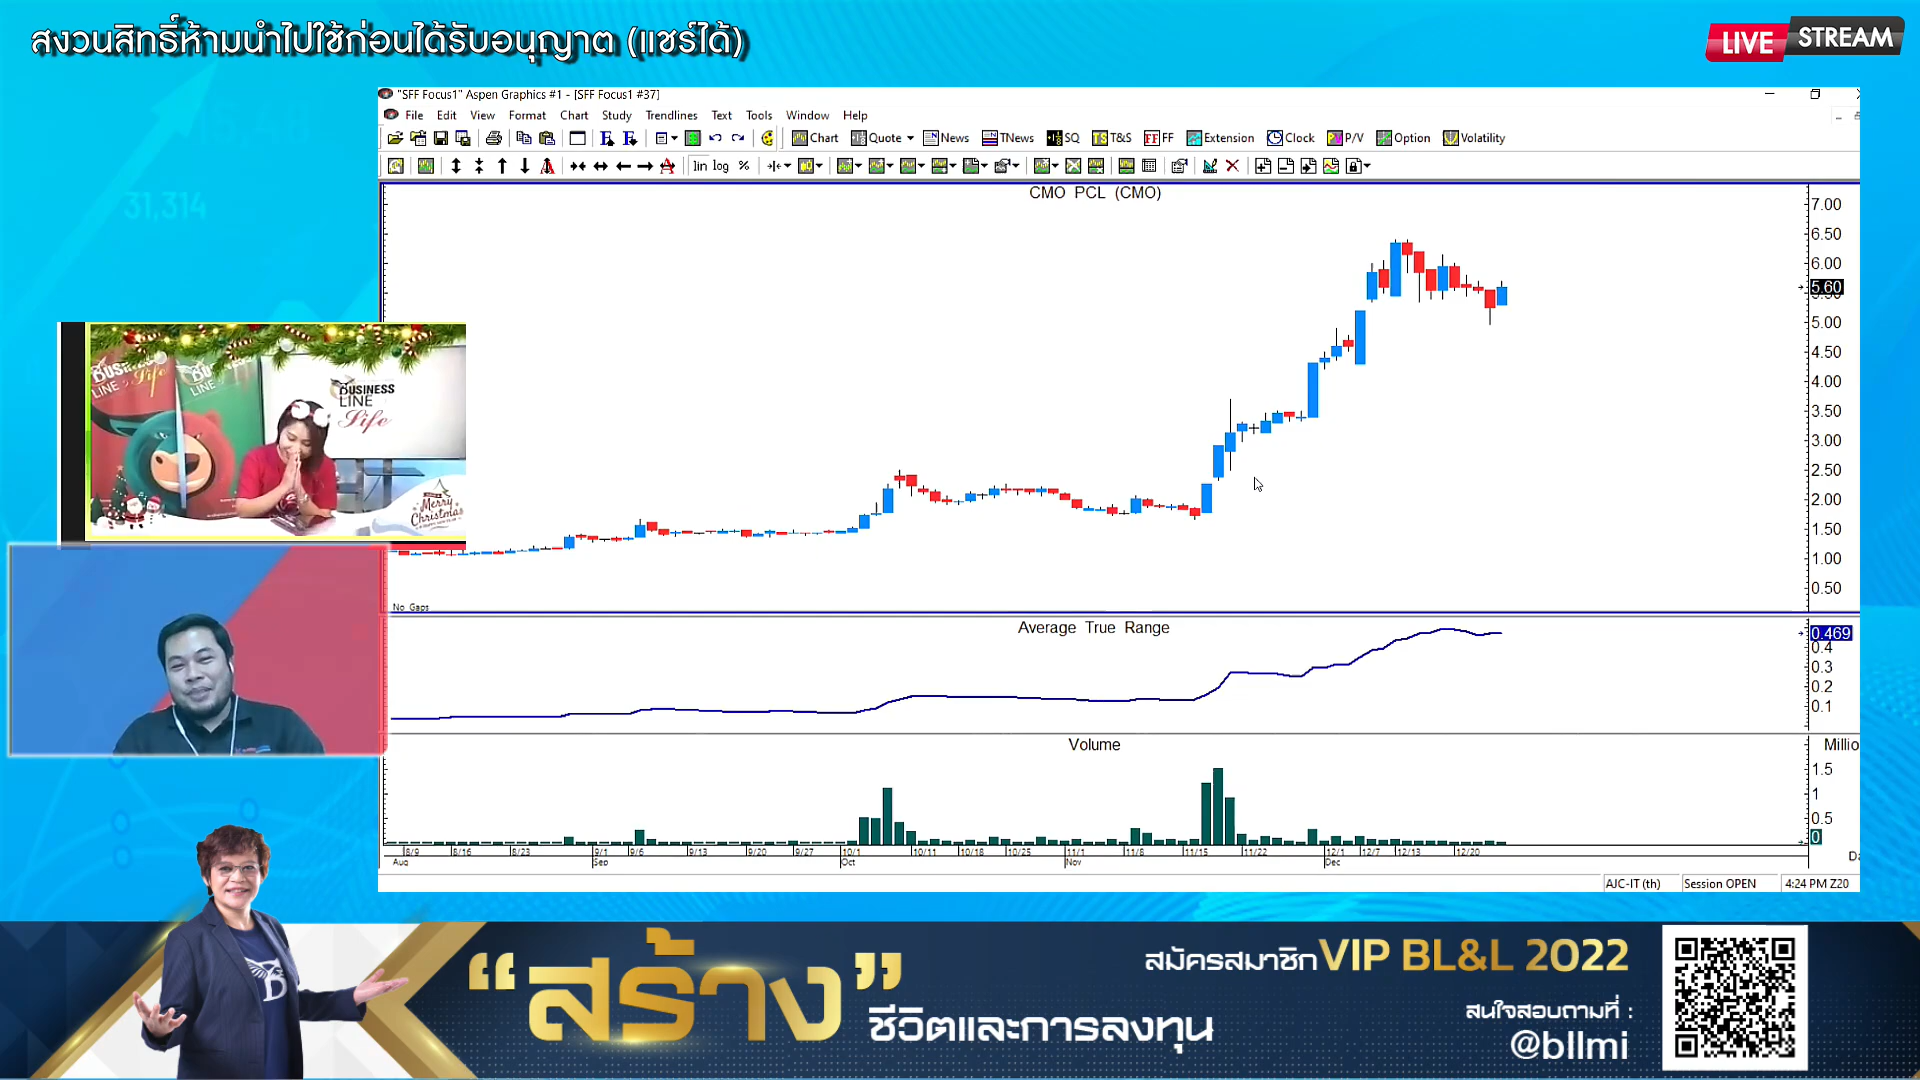 สงวนสิทธิ์ห้ามนำไปใช้ก่อนได้รับอนุญาต (แชร์ได้)
LIVE STREAM
"SFF Focus1" Aspen Graphics #1 - [SFF Focus1 #37]
File Edit View Format Chart Study Trendlines Text Tools Window Help
Chart Quote News TNews SQ T&S FF Extension Clock P/V Option Volatility
lin log %
CMO PCL (CMO)
7.00
6.50
6.00
5.60
5.00
4.50
4.00
3.50
3.00
2.50
2.00
1.50
1.00
0.50
No Gaps
31,314
BUSINESS LINE & Life
BUSINESS LINE
BUSINESS
LINE
Life
Merry
Christmas
Average True Range
0.469
0.4
0.3
0.2
0.1
Volume
Millio
1.5
1
0.5
0
8/9 8/16 8/23 9/1 9/6 9/13 9/20 9/27 10/1 10/11 10/18 10/25 11/1 11/8 11/15 11/22 12/1 12/7 12/13 12/20
Aug Sep Oct Nov Dec
AJC-IT (th) Session OPEN 4:24 PM Z20
“สร้าง”
ชีวิตและการลงทุน
สมัครสมาชิก VIP BL&L 2022
สนใจสอบถามที่ :
@bllmi